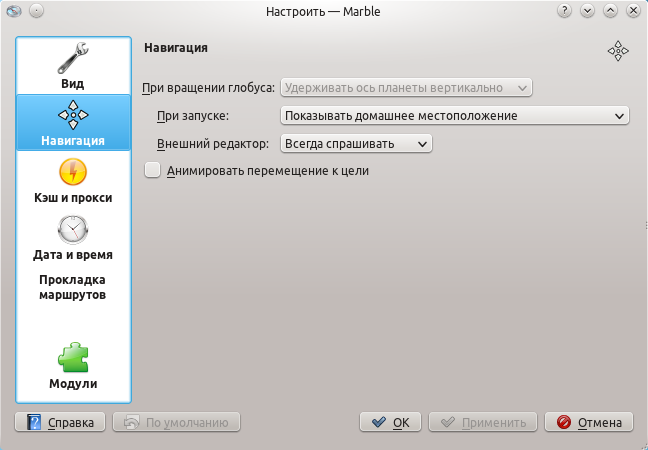 Настроить — Marble
Вид
Навигация
Кэш и прокси
Дата и время
Прокладка
маршрутов
Модули
Навигация
При вращении глобуса: Удерживать ось планеты вертикально
При запуске: Показывать домашнее местоположение
Внешний редактор: Всегда спрашивать
Анимировать перемещение к цели
Справка По умолчанию OK Применить Отмена